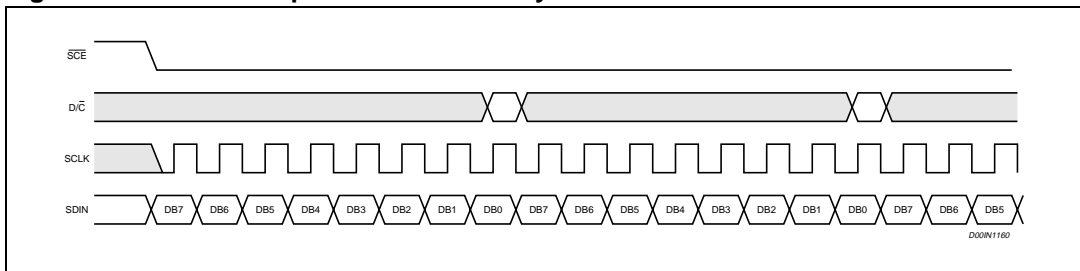 S̅C̅E̅
D/C̅
SCLK
SDIN DB7 DB6 DB5 DB4 DB3 DB2 DB1 DB0 DB7 DB6 DB5 DB4 DB3 DB2 DB1 DB0 DB7 DB6 DB5
D00IN1160